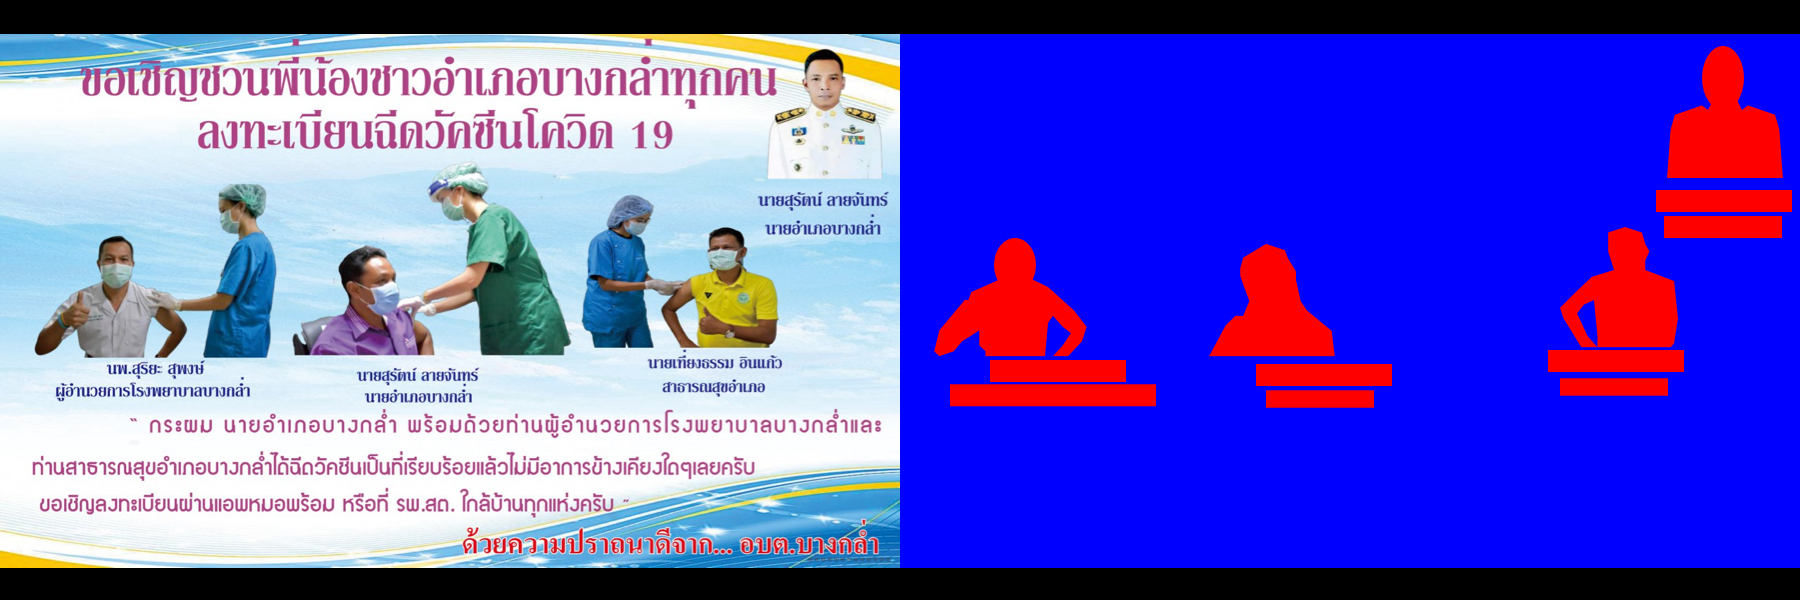 ขอเชิญชวนพี่น้องชาวอำเภอบางกล่ำทุกคน
ลงทะเบียนฉีดวัคซีนโควิด 19
นายสุรัตน์ ลายจันทร์
นายอำเภอบางกล่ำ
นพ.สุริยะ สุพงษ์
ผู้อำนวยการโรงพยาบาลบางกล่ำ
นายสุรัตน์ ลายจันทร์
นายอำเภอบางกล่ำ
นายเที่ยงธรรม อินแก้ว
สาธารณสุขอำเภอ
" กระผม นายอำเภอบางกล่ำ พร้อมด้วยท่านผู้อำนวยการโรงพยาบาลบางกล่ำและ
ท่านสาธารณสุขอำเภอบางกล่ำได้ฉีดวัคซีนเป็นที่เรียบร้อยแล้วไม่มีอาการข้างเคียงใดๆเลยครับ
ขอเชิญลงทะเบียนผ่านแอพหมอพร้อม หรือที่ รพ.สต. ใกล้บ้านทุกแห่งครับ "
ด้วยความปราถนาดีจาก... อบต.บางกล่ำ